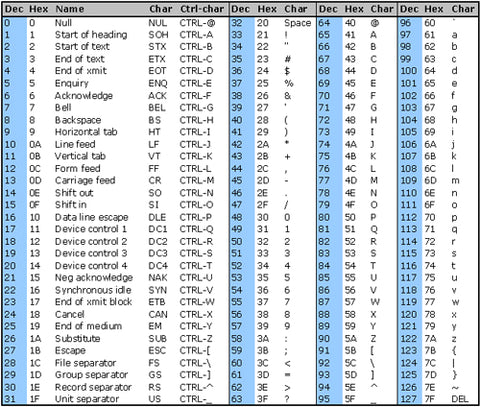 Dec Hex Name Char Ctrl-char Dec Hex Char Dec Hex Char Dec Hex Char
0 0 Null NUL CTRL-@ 32 20 Space 64 40 @ 96 60 `
1 1 Start of heading SOH CTRL-A 33 21 ! 65 41 A 97 61 a
2 2 Start of text STX CTRL-B 34 22 " 66 42 B 98 62 b
3 3 End of text ETX CTRL-C 35 23 # 67 43 C 99 63 c
4 4 End of xmit EOT CTRL-D 36 24 $ 68 44 D 100 64 d
5 5 Enquiry ENQ CTRL-E 37 25 % 69 45 E 101 65 e
6 6 Acknowledge ACK CTRL-F 38 26 & 70 46 F 102 66 f
7 7 Bell BEL CTRL-G 39 27 ' 71 47 G 103 67 g
8 8 Backspace BS CTRL-H 40 28 ( 72 48 H 104 68 h
9 9 Horizontal tab HT CTRL-I 41 29 ) 73 49 I 105 69 i
10 0A Line feed LF CTRL-J 42 2A * 74 4A J 106 6A j
11 0B Vertical tab VT CTRL-K 43 2B + 75 4B K 107 6B k
12 0C Form feed FF CTRL-L 44 2C , 76 4C L 108 6C l
13 0D Carriage feed CR CTRL-M 45 2D - 77 4D M 109 6D m
14 0E Shift out SO CTRL-N 46 2E . 78 4E N 110 6E n
15 0F Shift in SI CTRL-O 47 2F / 79 4F O 111 6F o
16 10 Data line escape DLE CTRL-P 48 30 0 80 50 P 112 70 p
17 11 Device control 1 DC1 CTRL-Q 49 31 1 81 51 Q 113 71 q
18 12 Device control 2 DC2 CTRL-R 50 32 2 82 52 R 114 72 r
19 13 Device control 3 DC3 CTRL-S 51 33 3 83 53 S 115 73 s
20 14 Device control 4 DC4 CTRL-T 52 34 4 84 54 T 116 74 t
21 15 Neg acknowledge NAK CTRL-U 53 35 5 85 55 U 117 75 u
22 16 Synchronous idle SYN CTRL-V 54 36 6 86 56 V 118 76 v
23 17 End of xmit block ETB CTRL-W 55 37 7 87 57 W 119 77 w
24 18 Cancel CAN CTRL-X 56 38 8 88 58 X 120 78 x
25 19 End of medium EM CTRL-Y 57 39 9 89 59 Y 121 79 y
26 1A Substitute SUB CTRL-Z 58 3A : 90 5A Z 122 7A z
27 1B Escape ESC CTRL-[ 59 3B ; 91 5B [ 123 7B {
28 1C File separator FS CTRL-\ 60 3C < 92 5C \ 124 7C |
29 1D Group separator GS CTRL-] 61 3D = 93 5D ] 125 7D }
30 1E Record separator RS CTRL-^ 62 3E > 94 5E ^ 126 7E ~
31 1F Unit separator US CTRL-_ 63 3F ? 95 5F _ 127 7F DEL